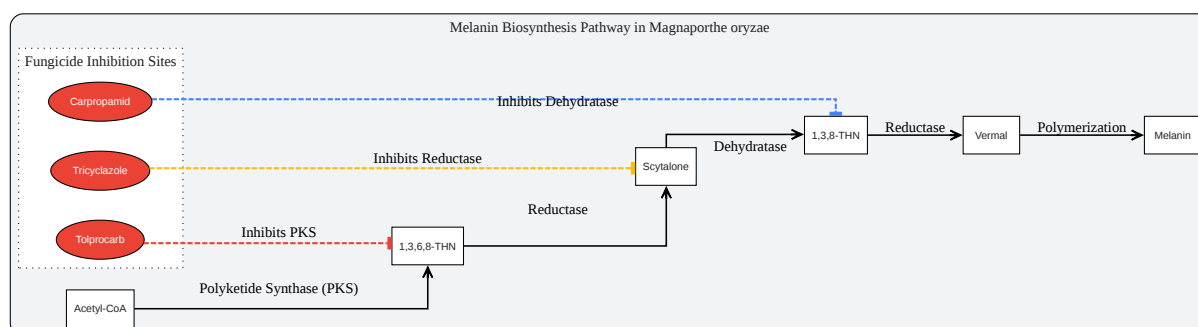 Melanin Biosynthesis Pathway in Magnaporthe oryzae
Fungicide Inhibition Sites
Carpropamid
Inhibits Dehydratase
1,3,8-THN
Reductase
Vermal
Polymerization
Melanin
Dehydratase
Tricyclazole
Inhibits Reductase
Scytalone
Reductase
Tolprocarb
Inhibits PKS
1,3,6,8-THN
Polyketide Synthase (PKS)
Acetyl-CoA